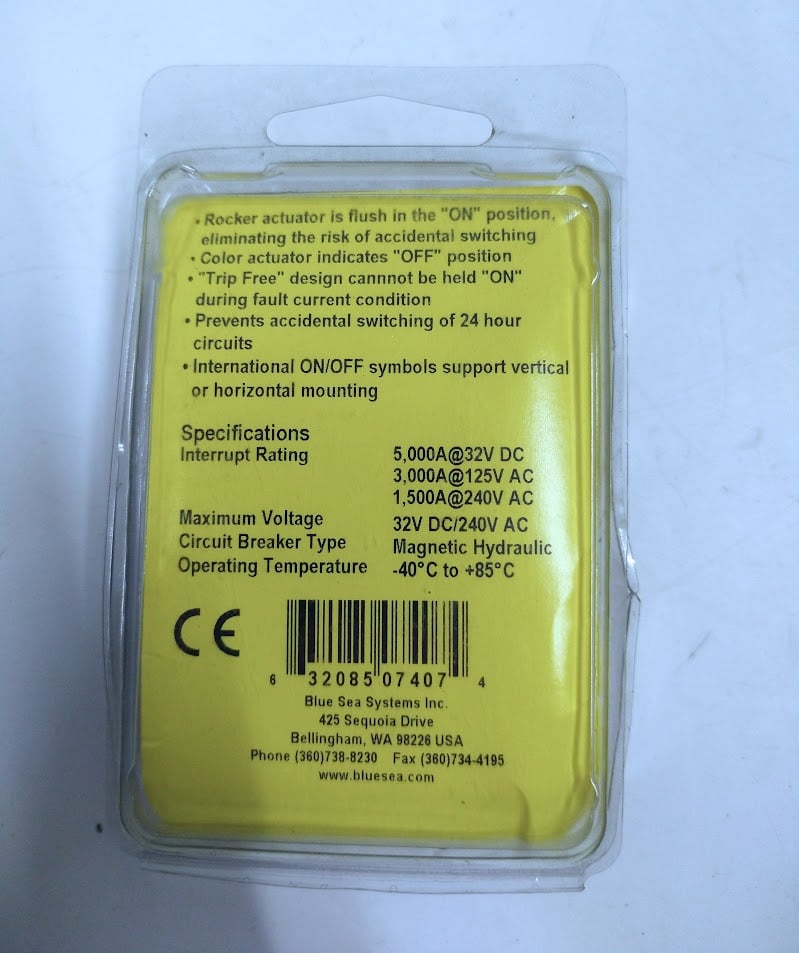 • Rocker actuator is flush in the "ON" position,
eliminating the risk of accidental switching
• Color actuator indicates "OFF" position
• "Trip Free" design cannnot be held "ON"
during fault current condition
• Prevents accidental switching of 24 hour
circuits
• International ON/OFF symbols support vertical
or horizontal mounting
Specifications
Interrupt Rating 5,000A@32V DC
3,000A@125V AC
1,500A@240V AC
Maximum Voltage 32V DC/240V AC
Circuit Breaker Type Magnetic Hydraulic
Operating Temperature -40°C to +85°C
CE
6 32085 07407 4
Blue Sea Systems Inc.
425 Sequoia Drive
Bellingham, WA 98226 USA
Phone (360)738-8230 Fax (360)734-4195
www.bluesea.com